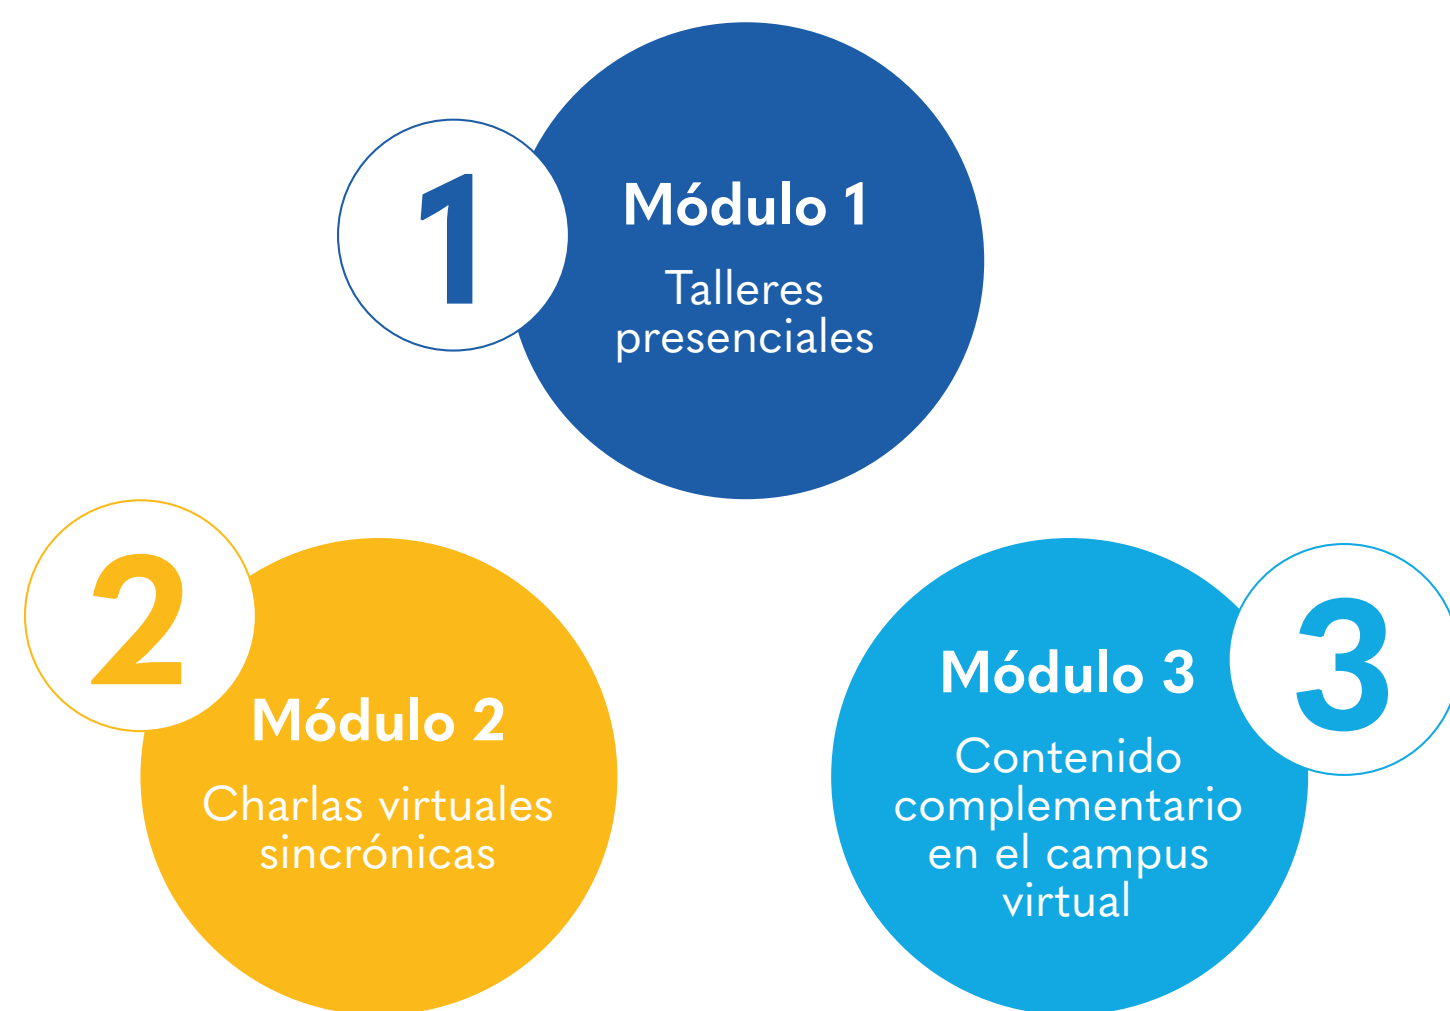 1
Módulo 1
Talleres
presenciales
2
Módulo 2
Charlas virtuales
sincrónicas
3
Módulo 3
Contenido
complementario
en el campus
virtual